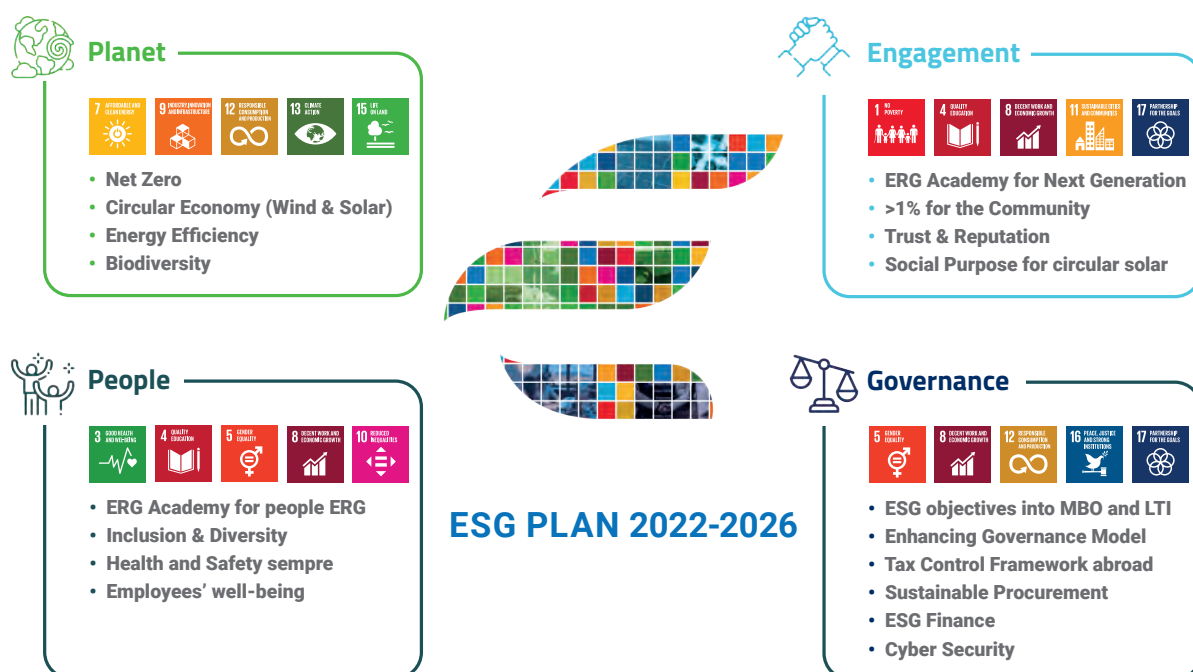 Planet
7 AFFORDABLE AND
CLEAN ENERGY
9 INDUSTRY, INNOVATION
AND INFRASTRUCTURE
12 RESPONSIBLE
CONSUMPTION
AND PRODUCTION
13 CLIMATE
ACTION
15 LIFE
ON LAND
• Net Zero
• Circular Economy (Wind & Solar)
• Energy Efficiency
• Biodiversity
Engagement
1 NO
POVERTY
4 QUALITY
EDUCATION
8 DECENT WORK AND
ECONOMIC GROWTH
11 SUSTAINABLE CITIES
AND COMMUNITIES
17 PARTNERSHIP
FOR THE GOALS
• ERG Academy for Next Generation
• >1% for the Community
• Trust & Reputation
• Social Purpose for circular solar
People
3 GOOD HEALTH
AND WELL-BEING
4 QUALITY
EDUCATION
5 GENDER
EQUALITY
8 DECENT WORK AND
ECONOMIC GROWTH
10 REDUCED
INEQUALITIES
• ERG Academy for people ERG
• Inclusion & Diversity
• Health and Safety sempre
• Employees’ well-being
ESG PLAN 2022-2026
Governance
5 GENDER
EQUALITY
8 DECENT WORK AND
ECONOMIC GROWTH
12 RESPONSIBLE
CONSUMPTION
AND PRODUCTION
16 PEACE, JUSTICE
AND STRONG
INSTITUTIONS
17 PARTNERSHIP
FOR THE GOALS
• ESG objectives into MBO and LTI
• Enhancing Governance Model
• Tax Control Framework abroad
• Sustainable Procurement
• ESG Finance
• Cyber Security